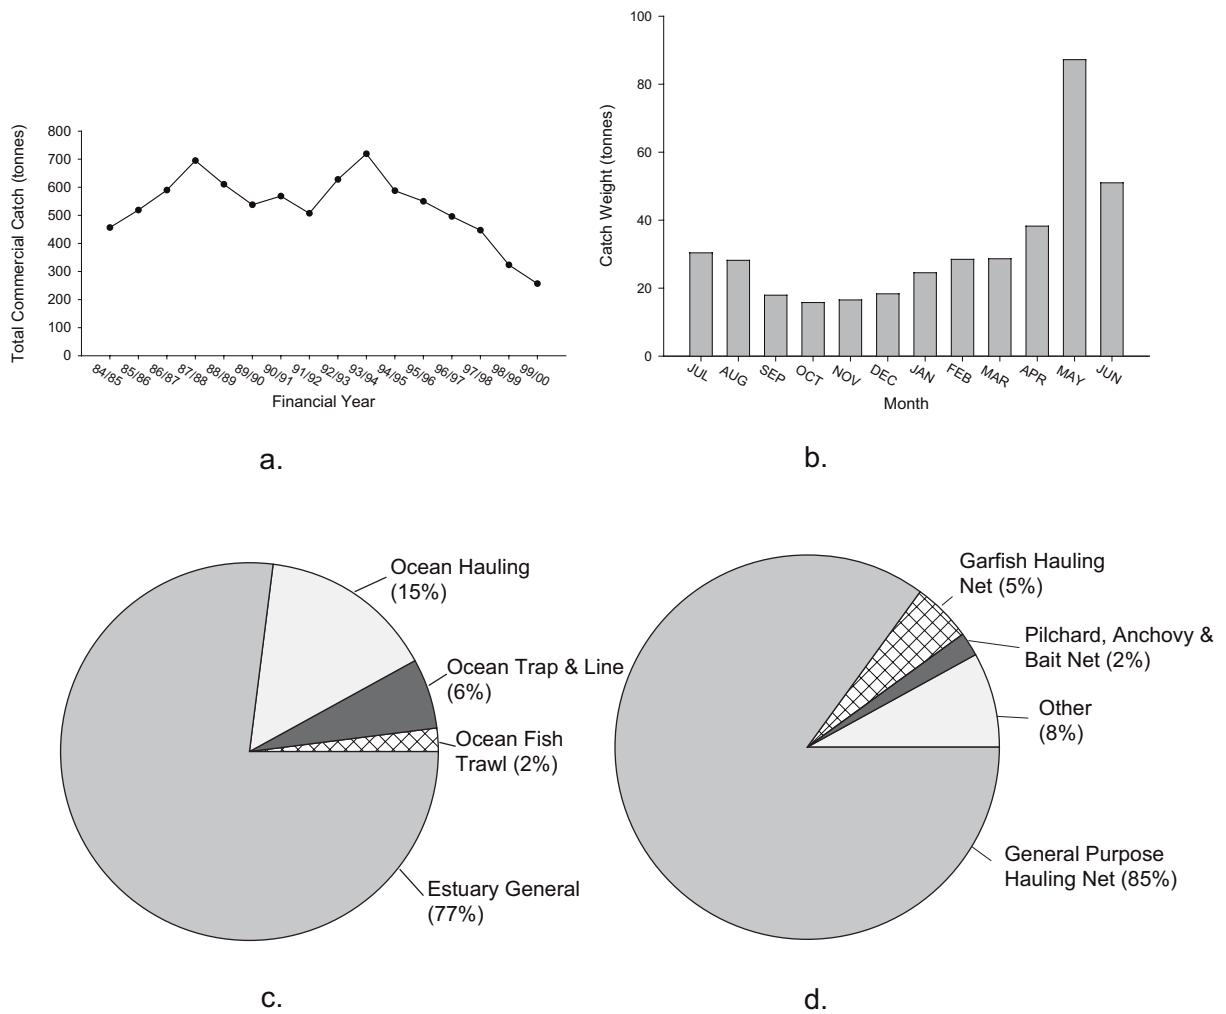 Total Commercial Catch (tonnes)
800
700
600
500
400
300
200
100
0
84/85
85/86
86/87
87/88
88/89
89/90
90/91
91/92
92/93
93/94
94/95
95/96
96/97
97/98
98/99
99/00
Financial Year
a.
Catch Weight (tonnes)
100
80
60
40
20
0
JUL
AUG
SEP
OCT
NOV
DEC
JAN
FEB
MAR
APR
MAY
JUN
Month
b.
Ocean Hauling
(15%)
Ocean Trap & Line
(6%)
Ocean Fish
Trawl (2%)
Estuary General
(77%)
c.
Garfish Hauling
Net (5%)
Pilchard, Anchovy &
Bait Net (2%)
Other
(8%)
General Purpose
Hauling Net (85%)
d.